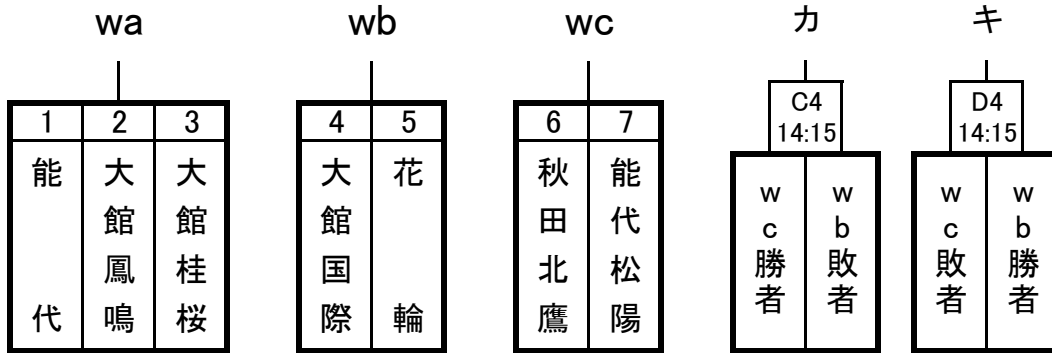 wa
wb
wc
カ
キ
1
2
3
4
5
6
7
C4
14:15
D4
14:15
能代
大館鳳鳴
大館桂桜
大館国際
花輪
秋田北鷹
能代松陽
wc勝者
wb敗者
wc敗者
wb勝者